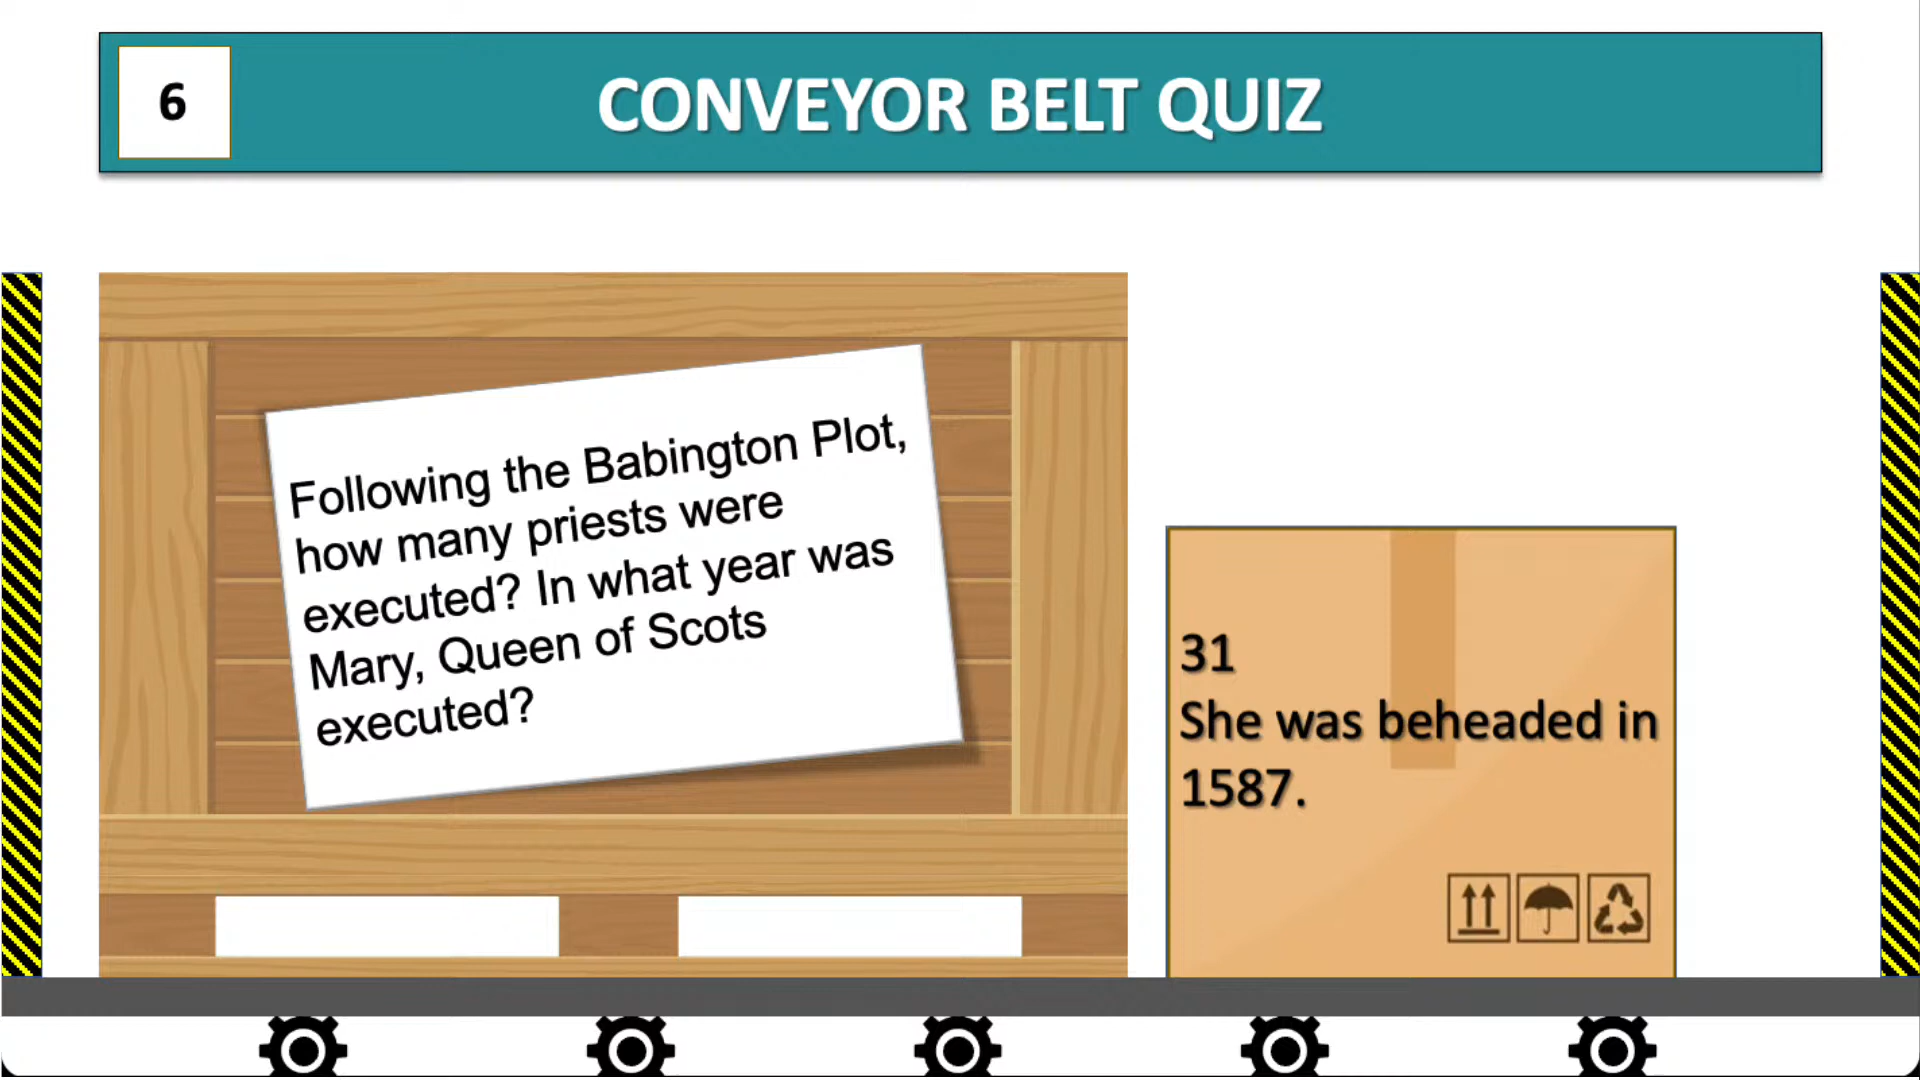 6
CONVEYOR BELT QUIZ
Following the Babington Plot,
how many priests were
executed? In what year was
Mary, Queen of Scots
executed?
31
She was beheaded in
1587.